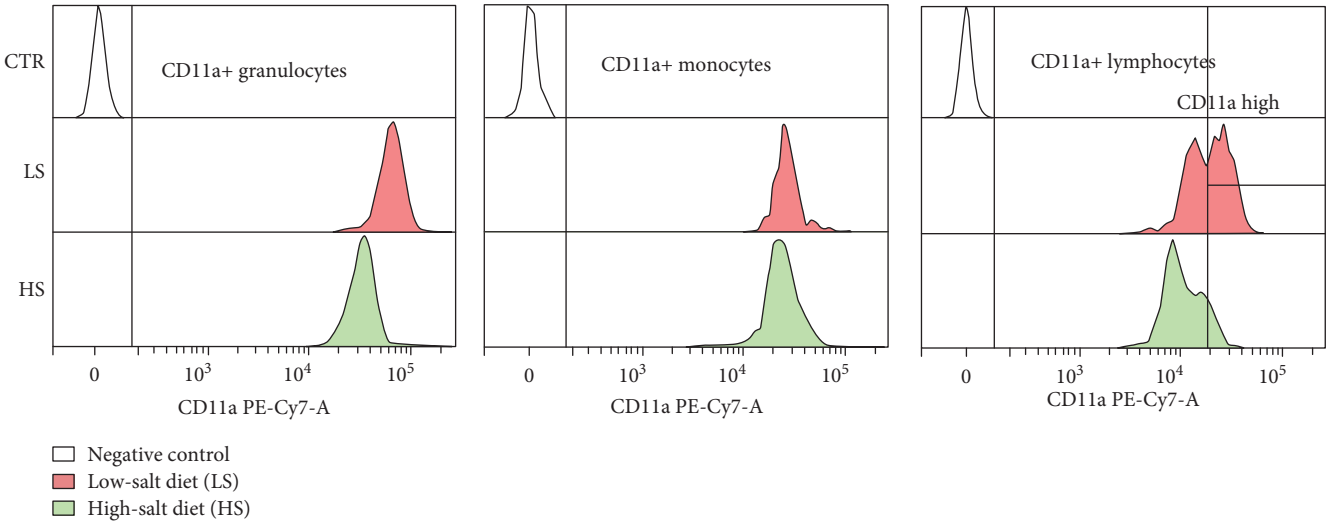 CTR
LS
HS
CD11a+ granulocytes
0 10³ 10⁴ 10⁵
CD11a PE-Cy7-A
CD11a+ monocytes
0 10³ 10⁴ 10⁵
CD11a PE-Cy7-A
CD11a+ lymphocytes
CD11a high
0 10³ 10⁴ 10⁵
CD11a PE-Cy7-A
Negative control
Low-salt diet (LS)
High-salt diet (HS)